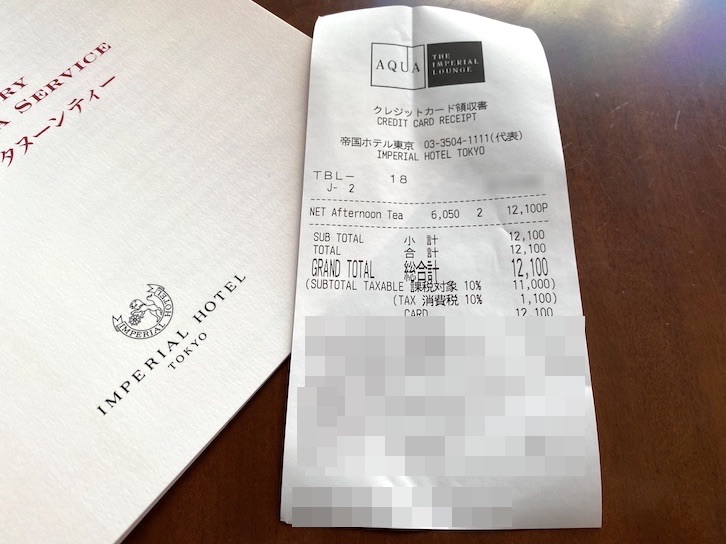 RY
A SERVICE
タヌーンティー
IMPERIAL HOTEL
IMPERIAL HOTEL
TOKYO
AQUA THE IMPERIAL LOUNGE
クレジットカード領収書
CREDIT CARD RECEIPT
帝国ホテル東京 03-3504-1111(代表)
IMPERIAL HOTEL TOKYO
TBL- 18
J- 2
NET Afternoon Tea 6,050 2 12,100P
SUB TOTAL 小 計 12,100
TOTAL 合 計 12,100
GRAND TOTAL 総合計 12,100
(SUBTOTAL TAXABLE 課税対象 10% 11,000)
(TAX 消費税 10% 1,100)
CARD 12,100